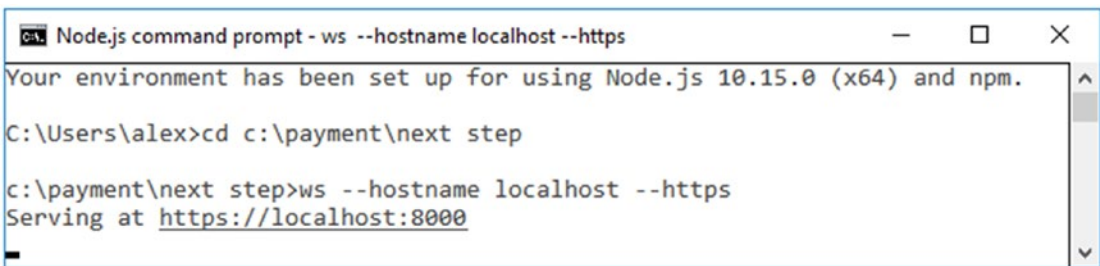 Node.js command prompt - ws --hostname localhost --https
Your environment has been set up for using Node.js 10.15.0 (x64) and npm.
C:\Users\alex>cd c:\payment\next step
c:\payment\next step>ws --hostname localhost --https
Serving at https://localhost:8000